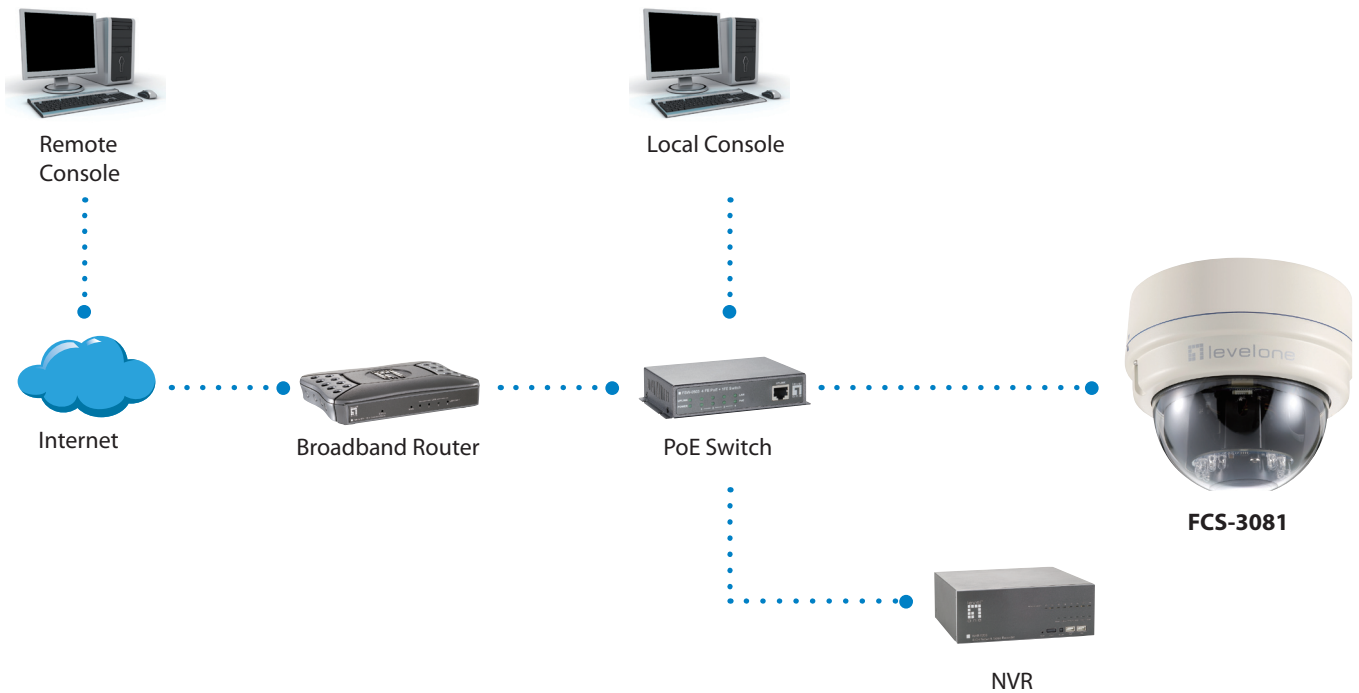 Remote
Console
Local Console
levelone
Internet
Broadband Router
PoE Switch
FCS-3081
NVR